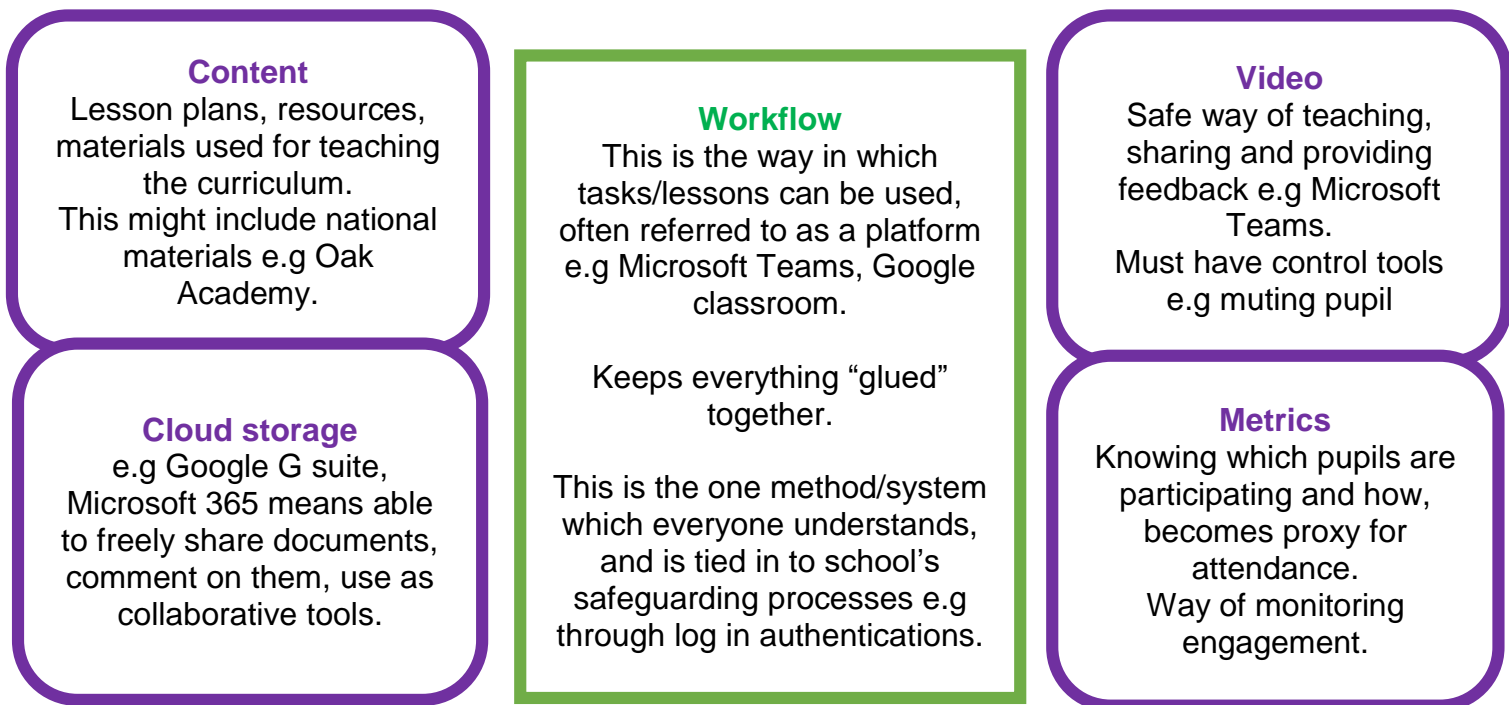 Content
Lesson plans, resources,
materials used for teaching
the curriculum.
This might include national
materials e.g Oak
Academy.
Cloud storage
e.g Google G suite,
Microsoft 365 means able
to freely share documents,
comment on them, use as
collaborative tools.
Workflow
This is the way in which
tasks/lessons can be used,
often referred to as a platform
e.g Microsoft Teams, Google
classroom.
Keeps everything “glued”
together.
This is the one method/system
which everyone understands,
and is tied in to school’s
safeguarding processes e.g
through log in authentications.
Video
Safe way of teaching,
sharing and providing
feedback e.g Microsoft
Teams.
Must have control tools
e.g muting pupil
Metrics
Knowing which pupils are
participating and how,
becomes proxy for
attendance.
Way of monitoring
engagement.